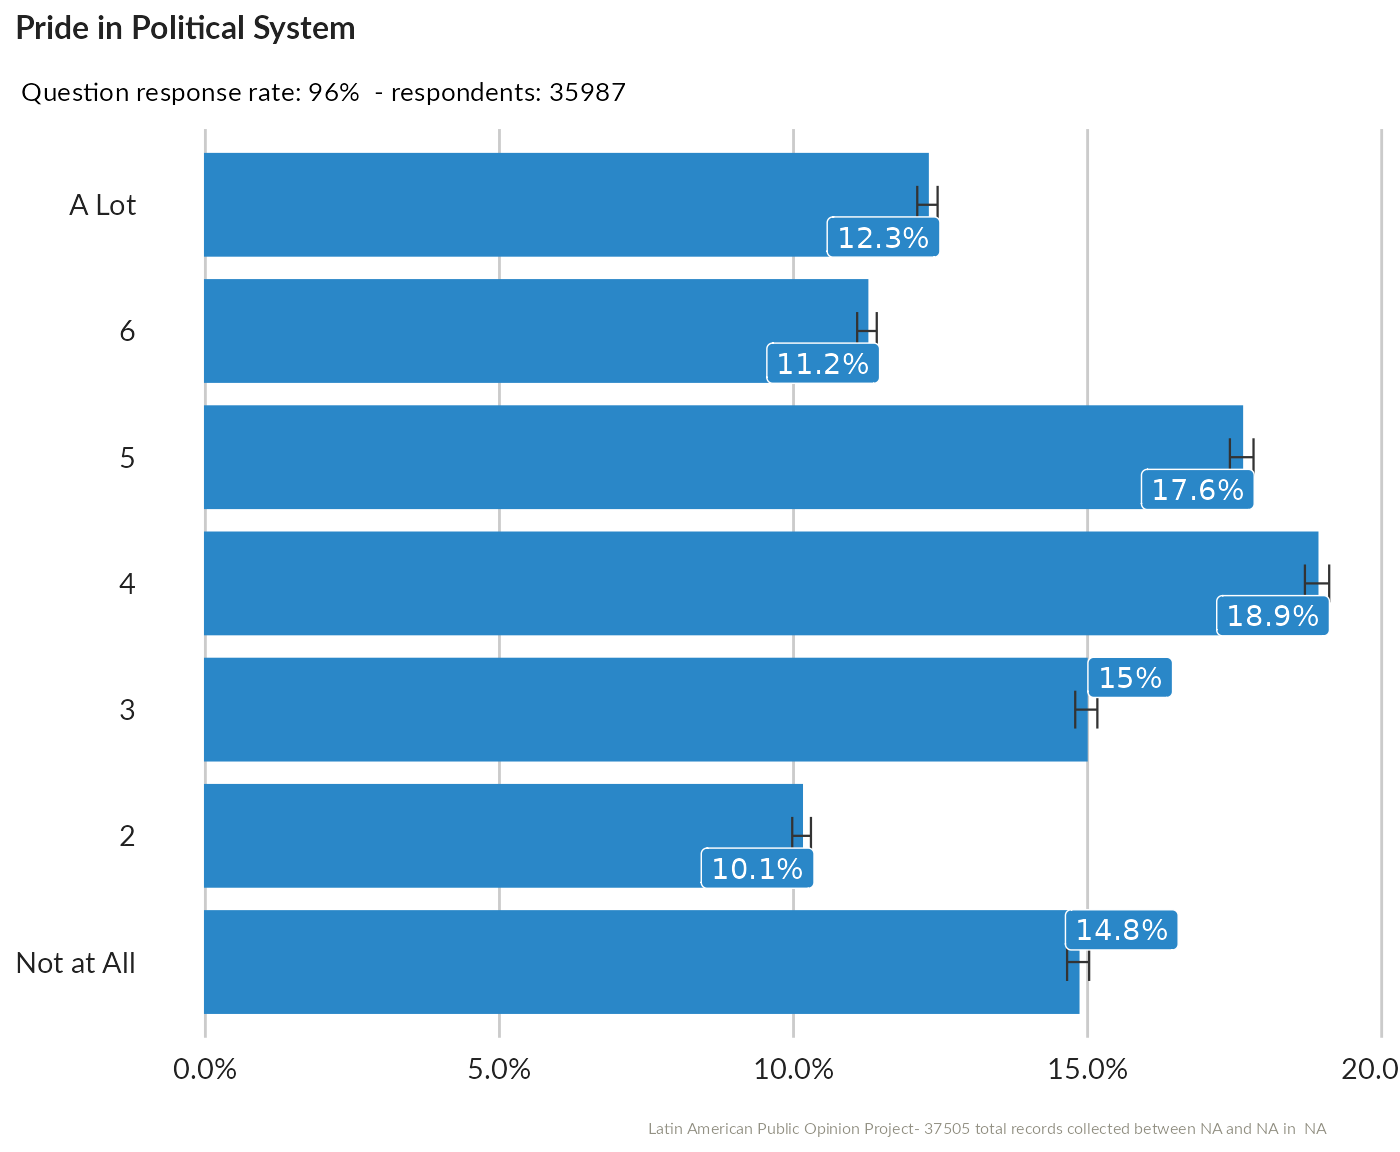 Pride in Political System
Question response rate: 96% - respondents: 35987
A Lot
12.3%
6
11.2%
5
17.6%
4
18.9%
3
15%
2
10.1%
Not at All
14.8%
0.0% 5.0% 10.0% 15.0% 20.0
Latin American Public Opinion Project- 37505 total records collected between NA and NA in NA